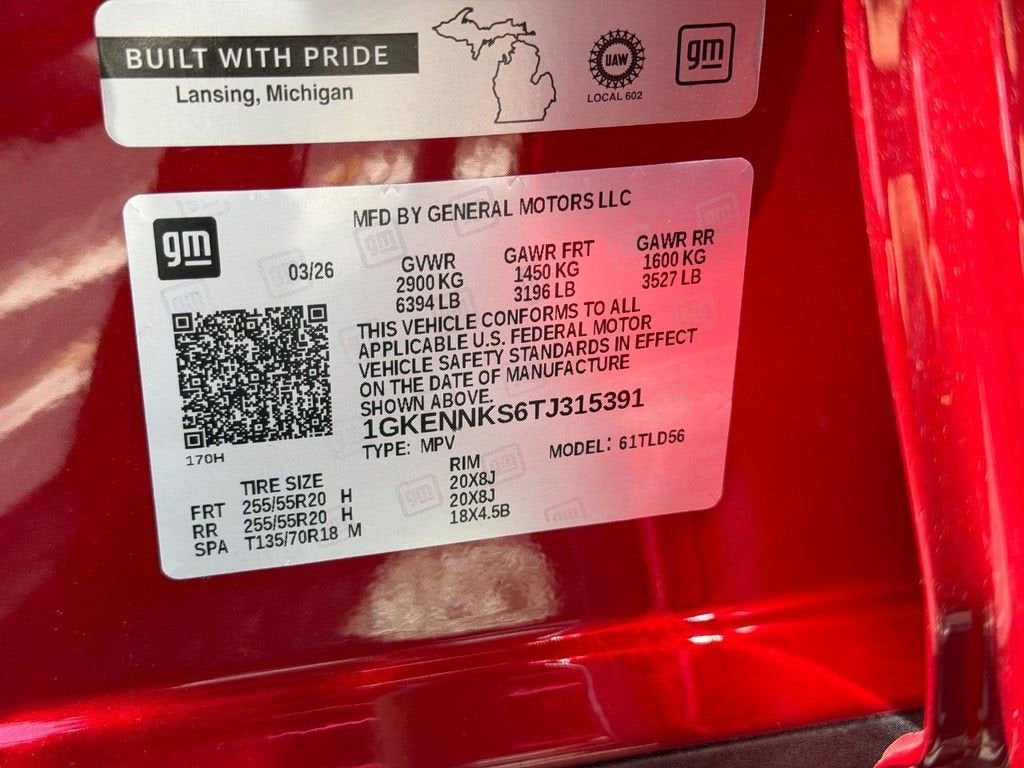 BUILT WITH PRIDE
Lansing, Michigan
UAW
LOCAL 602
gm
gm
MFD BY GENERAL MOTORS LLC
03/26
GVWR GAWR FRT GAWR RR
2900 KG 1450 KG 1600 KG
6394 LB 3196 LB 3527 LB
THIS VEHICLE CONFORMS TO ALL
APPLICABLE U.S. FEDERAL MOTOR
VEHICLE SAFETY STANDARDS IN EFFECT
ON THE DATE OF MANUFACTURE
SHOWN ABOVE.
1GKENNKS6TJ315391
TYPE: MPV MODEL: 61TLD56
170H
TIRE SIZE RIM
FRT 255/55R20 H 20X8J
RR 255/55R20 H 20X8J
SPA T135/70R18 M 18X4.5B